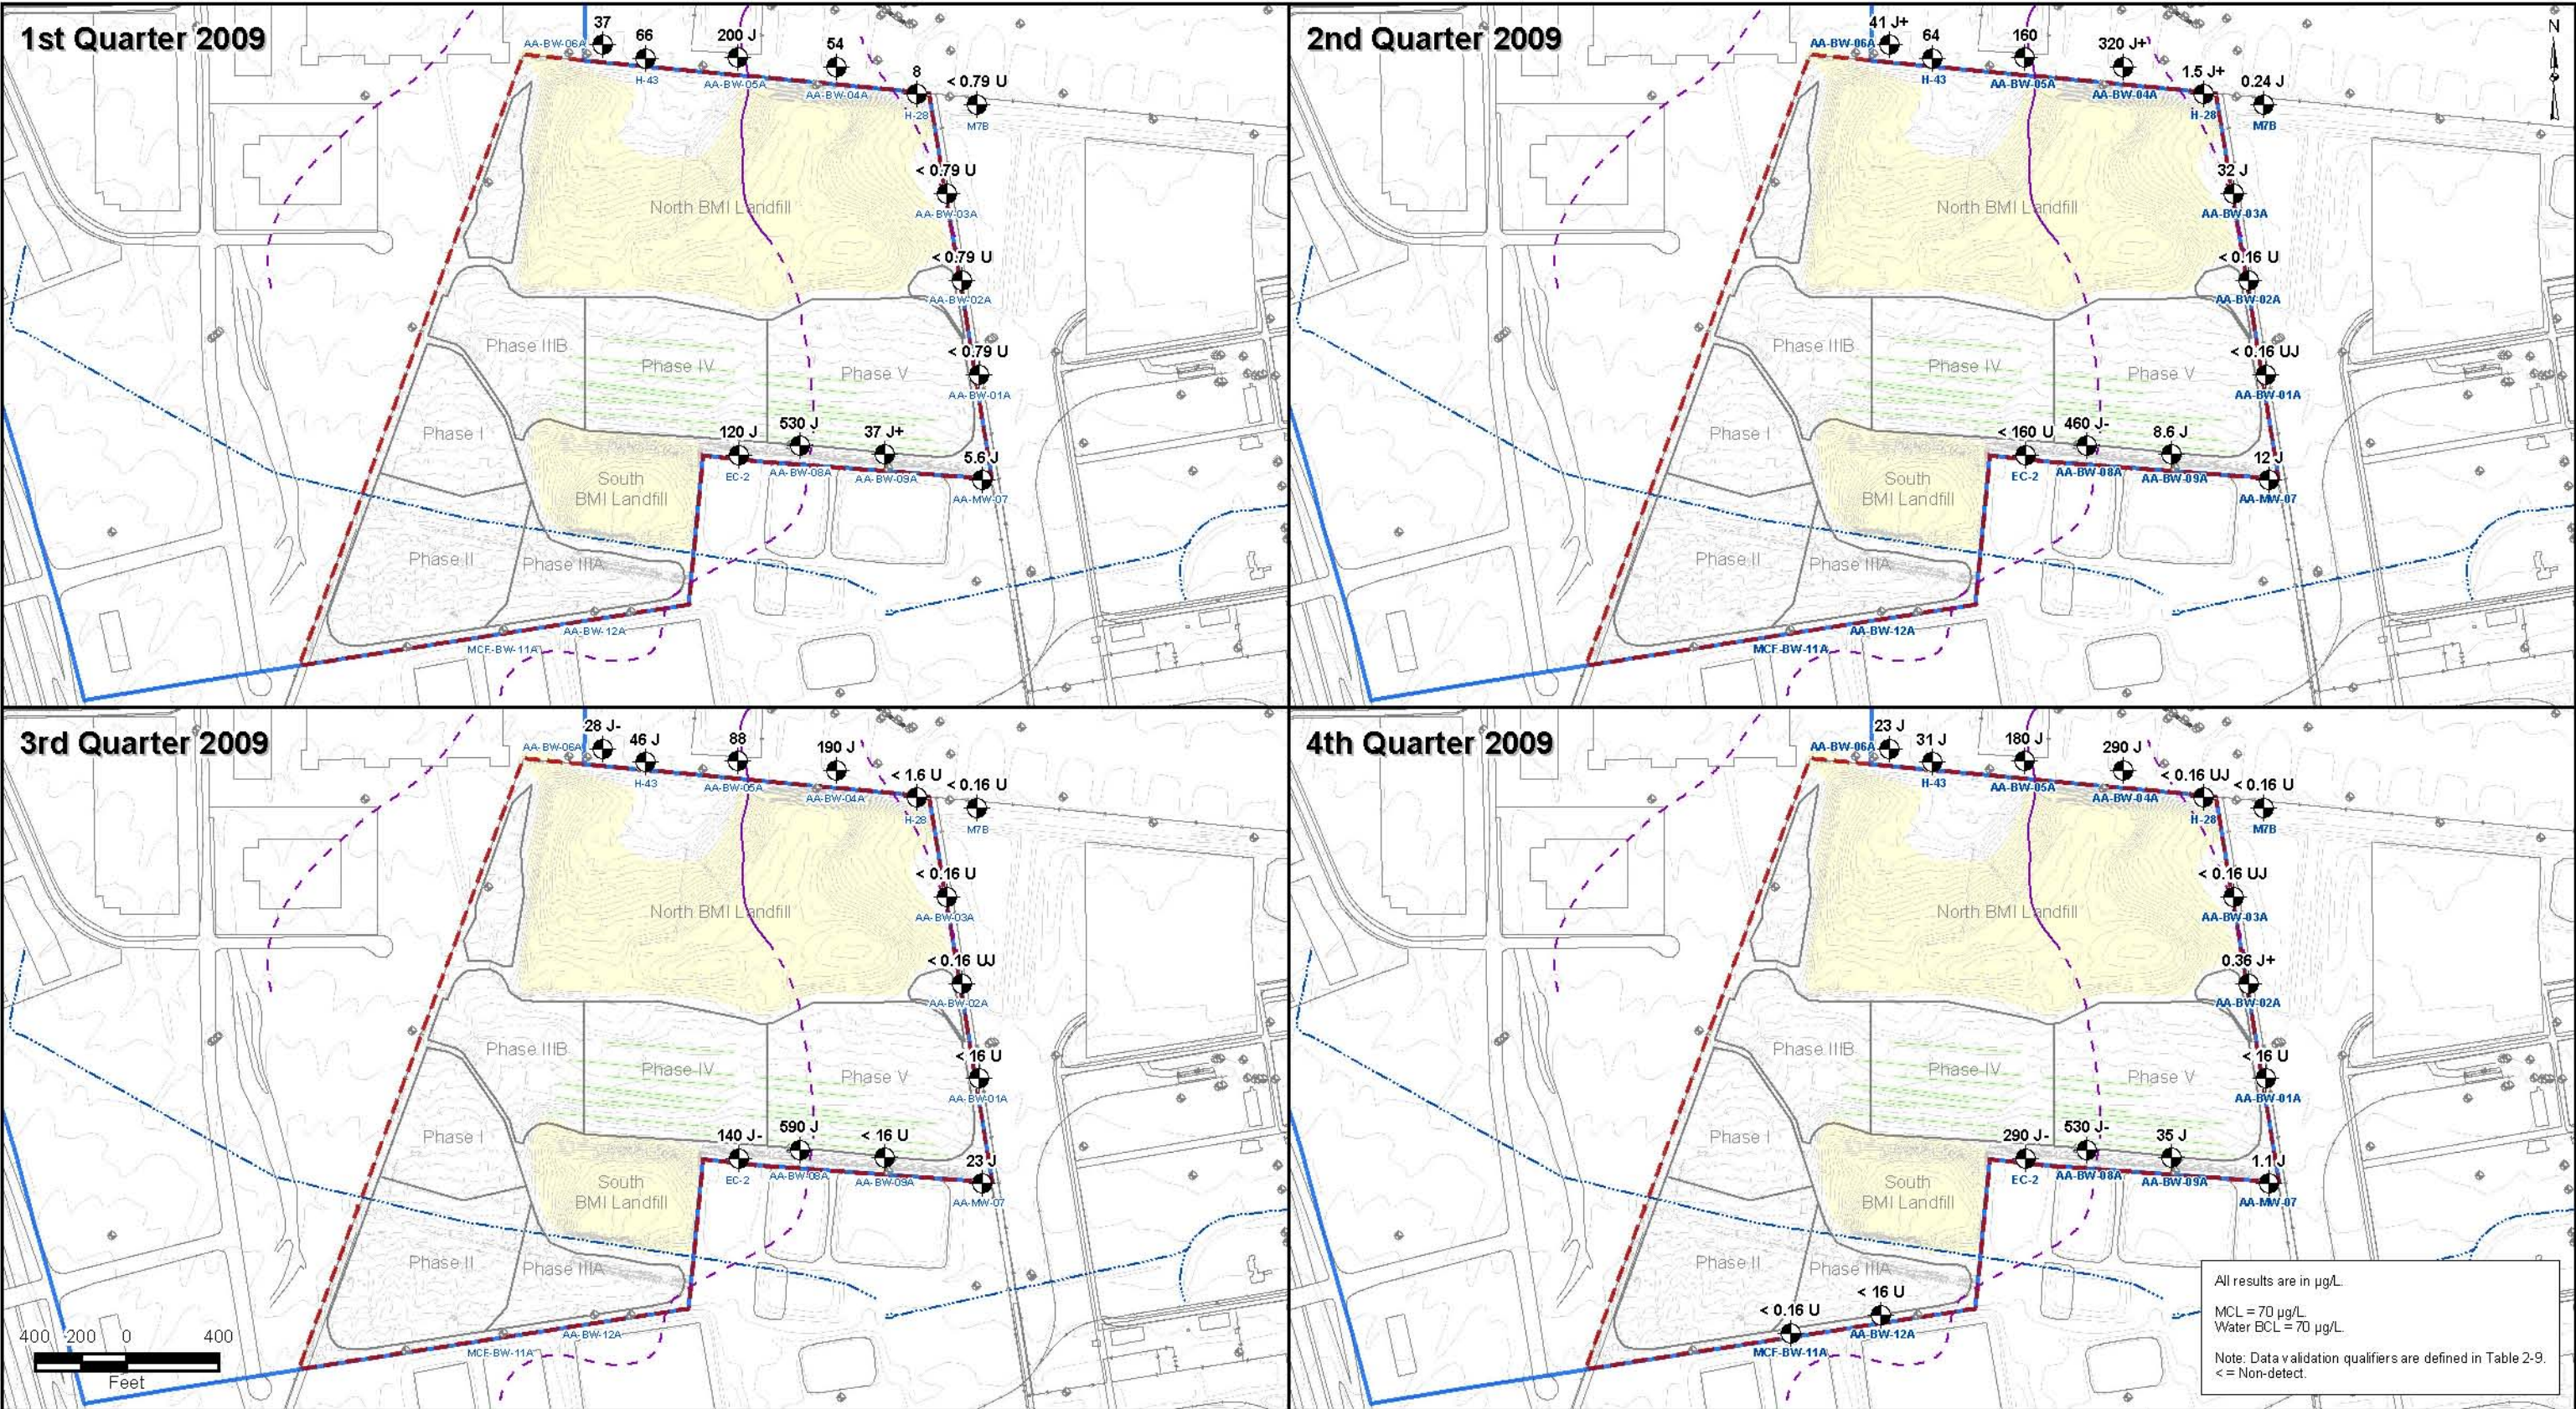 1st Quarter 2009
37
66
200 J
54
8
< 0.79 U
AA-BW-06A
H-43
AA-BW-05A
AA-BW-04A
H-28
M7B
< 0.79 U
AA-BW-03A
North BMI Landfill
< 0.79 U
AA-BW-02A
Phase IIIB
Phase IV
Phase V
< 0.79 U
AA-BW-01A
Phase I
120 J
530 J
37 J+
5.6 J
EC-2
AA-BW-08A
AA-BW-09A
AA-MW-07
South
BMI Landfill
Phase II
Phase IIIA
AA-BW-12A
MCF-BW-11A
2nd Quarter 2009
41 J+
64
160
320 J+
1.5 J+
0.24 J
N
AA-BW-06A
H-43
AA-BW-05A
AA-BW-04A
H-28
M7B
32 J
AA-BW-03A
North BMI Landfill
< 0.16 U
AA-BW-02A
Phase IIIB
Phase IV
Phase V
< 0.16 UJ
AA-BW-01A
Phase I
< 160 U
460 J-
8.6 J
12 J
EC-2
AA-BW-08A
AA-BW-09A
AA-MW-07
South
BMI Landfill
Phase II
Phase IIIA
AA-BW-12A
MCF-BW-11A
3rd Quarter 2009
28 J-
46 J
88
190 J
< 1.6 U
< 0.16 U
AA-BW-06A
H-43
AA-BW-05A
AA-BW-04A
H-28
M7B
< 0.16 U
AA-BW-03A
North BMI Landfill
< 0.16 UJ
AA-BW-02A
Phase IIIB
Phase IV
Phase V
< 16 U
AA-BW-01A
Phase I
140 J-
590 J
< 16 U
23 J
EC-2
AA-BW-08A
AA-BW-09A
AA-MW-07
South
BMI Landfill
Phase II
Phase IIIA
AA-BW-12A
MCF-BW-11A
400 200 0 400
Feet
4th Quarter 2009
23 J
31 J
180 J
290 J
< 0.16 UJ
< 0.16 U
AA-BW-06A
H-43
AA-BW-05A
AA-BW-04A
H-28
M7B
< 0.16 UJ
AA-BW-03A
North BMI Landfill
0.36 J+
AA-BW-02A
Phase IIIB
Phase IV
Phase V
< 16 U
AA-BW-01A
Phase I
290 J-
530 J-
35 J
1.1 J
EC-2
AA-BW-08A
AA-BW-09A
AA-MW-07
South
BMI Landfill
Phase II
Phase IIIA
< 0.16 U
< 16 U
AA-BW-12A
MCF-BW-11A
All results are in µg/L.
MCL = 70 µg/L.
Water BCL = 70 µg/L.
Note: Data validation qualifiers are defined in Table 2-9.
< = Non-detect.